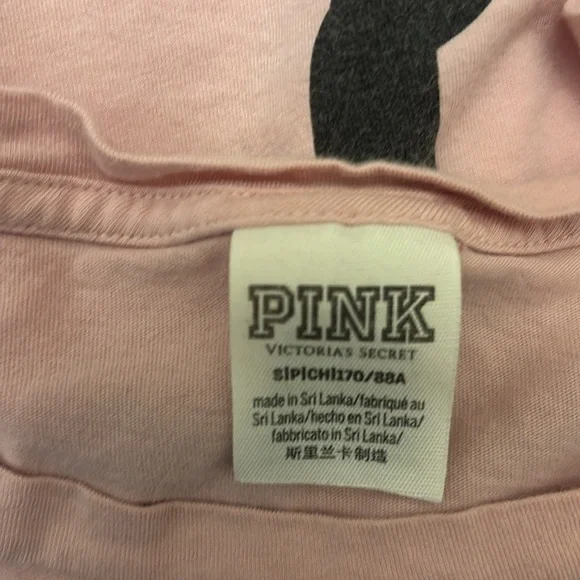 PINK
VICTORIA'S SECRET
S|P|CH|170/88A
made in Sri Lanka/fabriqué au
Sri Lanka/hecho en Sri Lanka/
fabbricato in Sri Lanka/
斯里兰卡制造